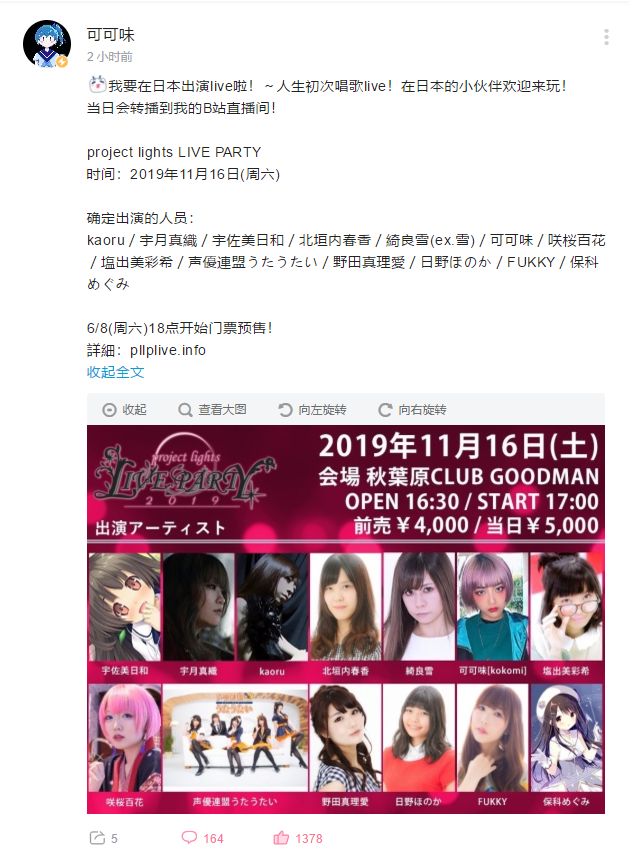 可可味
2 小时前
我要在日本出演live啦！～人生初次唱歌live！在日本的小伙伴欢迎来玩！
当日会转播到我的B站直播间！
project lights LIVE PARTY
时间：2019年11月16日(周六)
确定出演的人员：
kaoru / 宇月真織 / 宇佐美日和 / 北垣内春香 / 綺良雪(ex.雪) / 可可味 / 咲桜百花
/ 塩出美彩希 / 声優連盟うたうたい / 野田真理愛 / 日野ほのか / FUKKY / 保科
めぐみ
6/8(周六)18点开始门票预售！
詳細：pllplive.info
收起全文
收起 查看大图 向左旋转 向右旋转
project lights
LIVE PARTY
2019
出演アーティスト
2019年11月16日(土)
会場 秋葉原CLUB GOODMAN
OPEN 16:30 / START 17:00
前売￥4,000 / 当日￥5,000
宇佐美日和 宇月真織 kaoru 北垣内春香 綺良雪 可可味[kokomi] 塩出美彩希
うたうたい
咲桜百花 声優連盟うたうたい 野田真理愛 日野ほのか FUKKY 保科めぐみ
5 164 1378